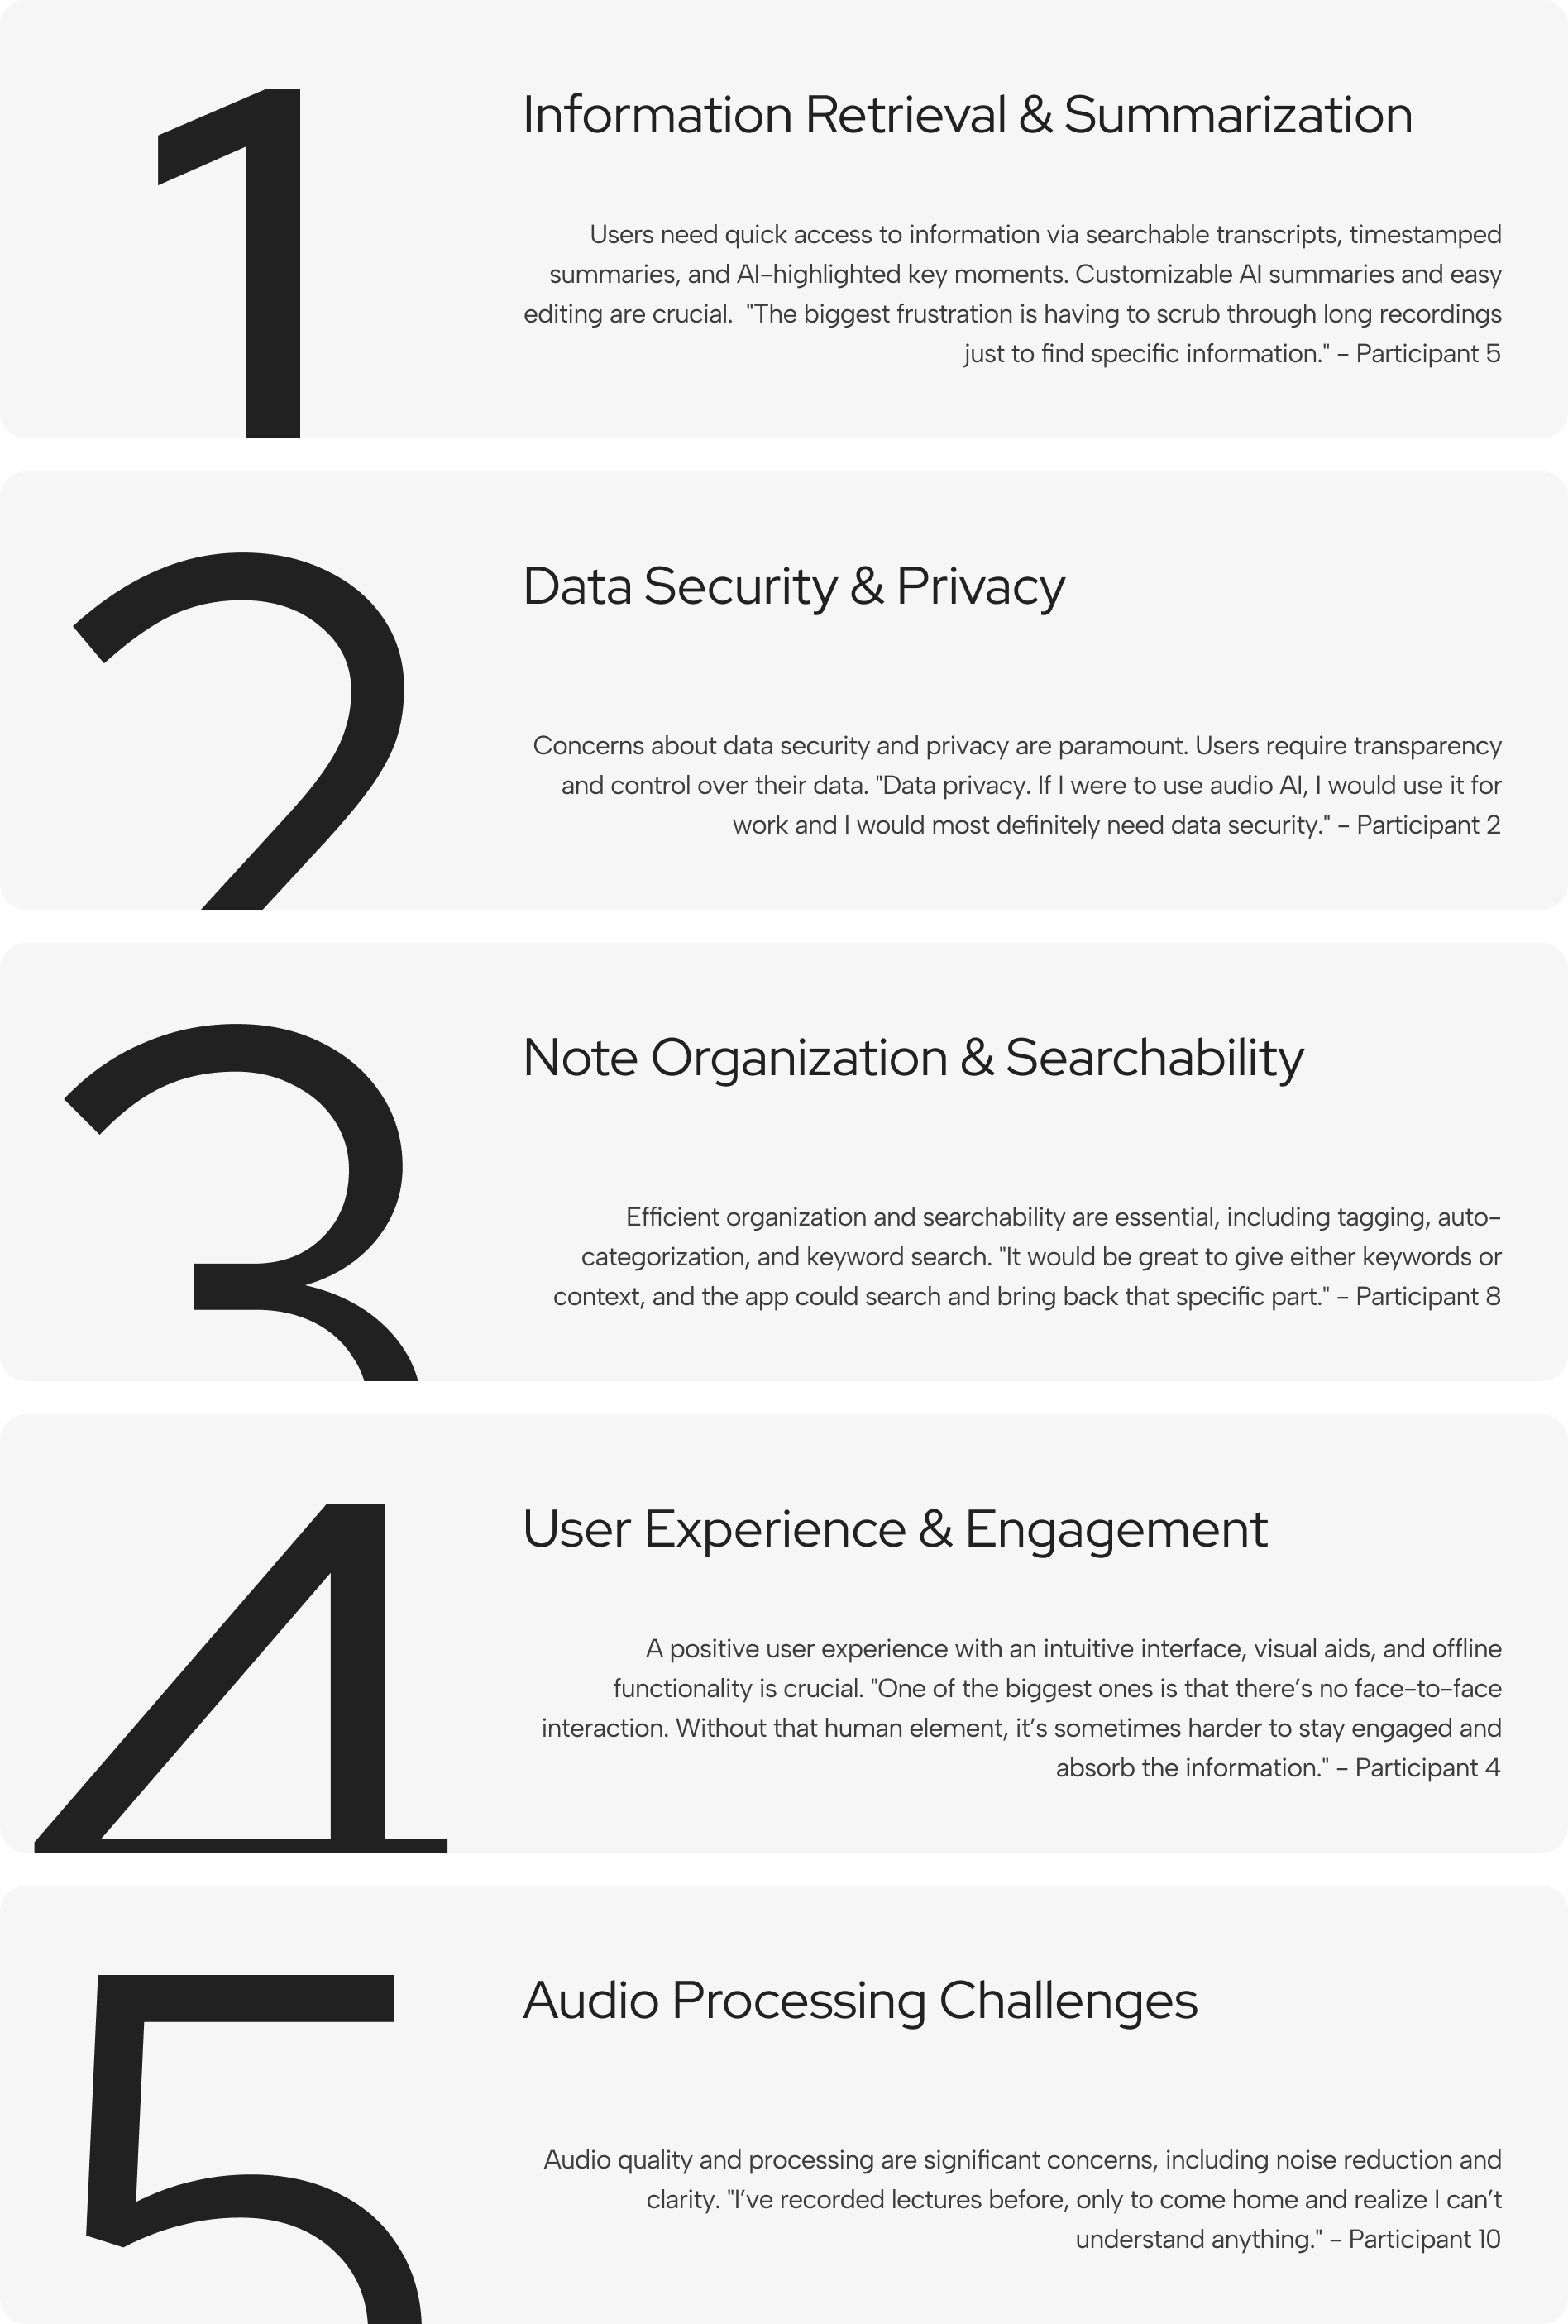 1
Information Retrieval & Summarization
Users need quick access to information via searchable transcripts, timestamped
summaries, and AI-highlighted key moments. Customizable AI summaries and easy
editing are crucial.  "The biggest frustration is having to scrub through long recordings
just to find specific information." - Participant 5
2
Data Security & Privacy
Concerns about data security and privacy are paramount. Users require transparency
and control over their data. "Data privacy. If I were to use audio AI, I would use it for
work and I would most definitely need data security." - Participant 2
3
Note Organization & Searchability
Efficient organization and searchability are essential, including tagging, auto-
categorization, and keyword search. "It would be great to give either keywords or
context, and the app could search and bring back that specific part." - Participant 8
4
User Experience & Engagement
A positive user experience with an intuitive interface, visual aids, and offline
functionality is crucial. "One of the biggest ones is that there’s no face-to-face
interaction. Without that human element, it’s sometimes harder to stay engaged and
absorb the information." - Participant 4
5
Audio Processing Challenges
Audio quality and processing are significant concerns, including noise reduction and
clarity. "I’ve recorded lectures before, only to come home and realize I can’t
understand anything." - Participant 10